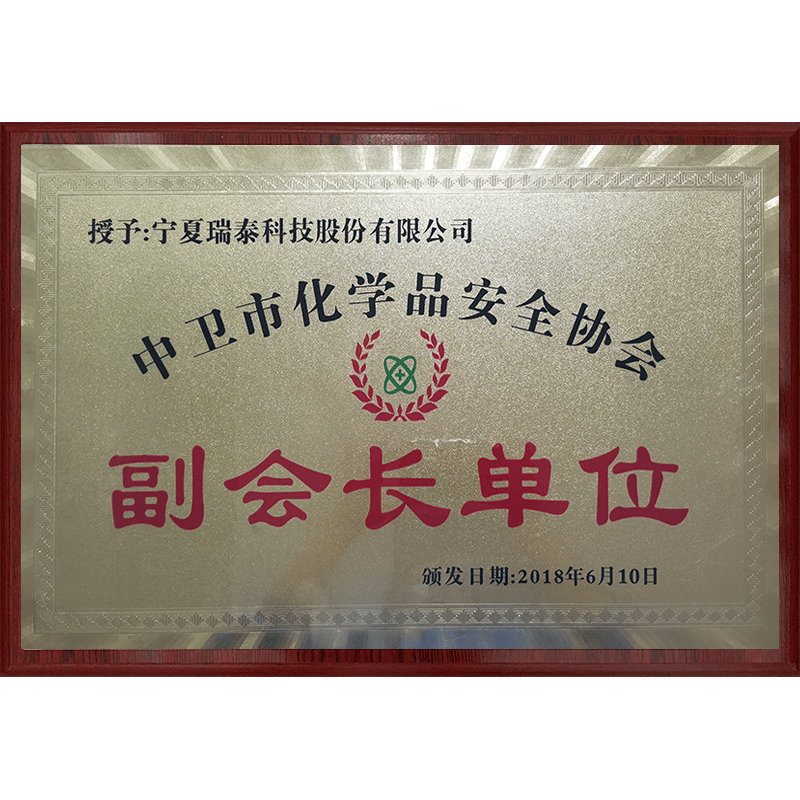 授予:宁夏瑞泰科技股份有限公司
中卫市化学品安全协会
副会长单位
颁发日期:2018年6月10日